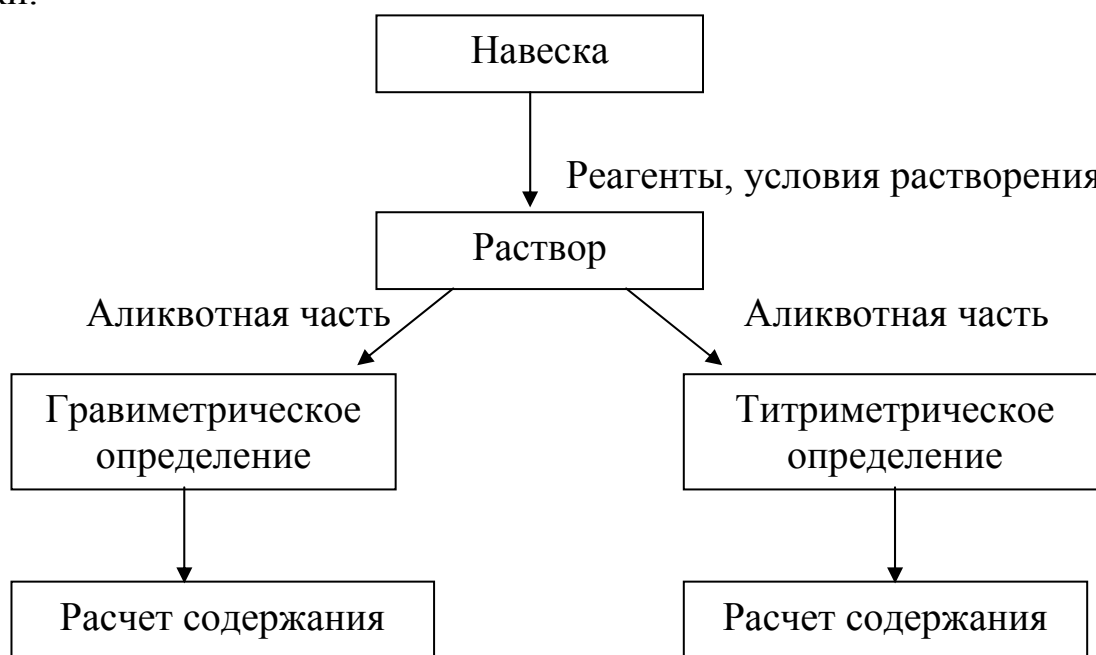 Навеска
Реагенты, условия растворения
Раствор
Аликвотная часть
Аликвотная часть
Гравиметрическое
определение
Титриметрическое
определение
Расчет содержания
Расчет содержания